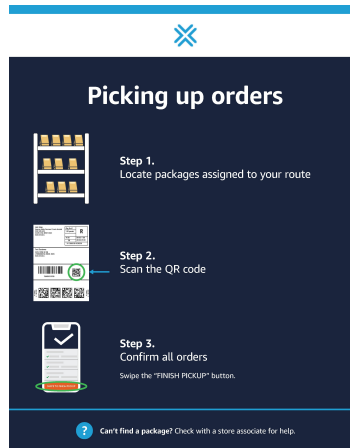 Picking up orders
Step 1.
Locate packages assigned to your route
R
Step 2.
Scan the QR code
Step 3.
Confirm all orders
Swipe the "FINISH PICKUP" button.
? Can't find a package? Check with a store associate for help.